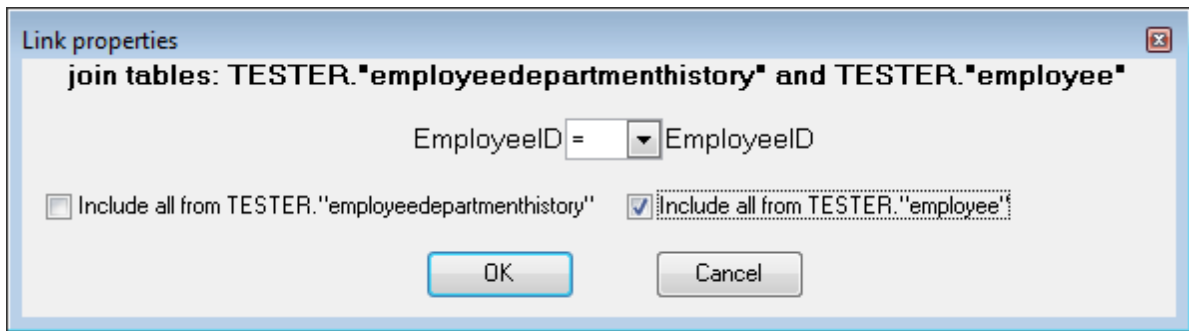 Link properties
join tables: TESTER."employeedepartmenthistory" and TESTER."employee"
EmployeeID = EmployeeID
Include all from TESTER."employeedepartmenthistory" Include all from TESTER."employee"
OK Cancel